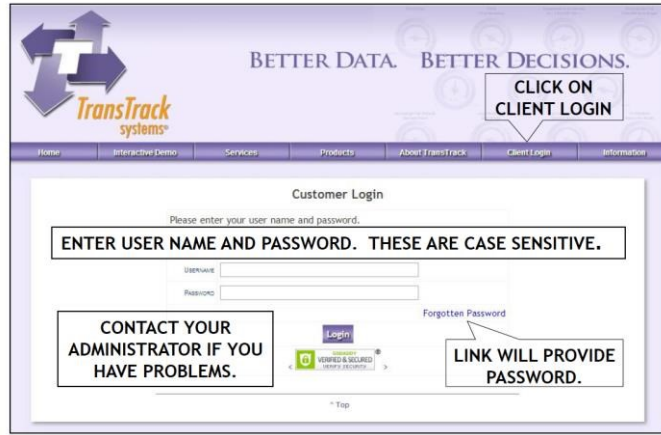 BETTER DATA. BETTER DECISIONS.
TransTrack
systems®
CLICK ON
CLIENT LOGIN
Home Interactive Demo Services Products About TransTrack Client Login Information
Customer Login
Please enter your user name and password.
ENTER USER NAME AND PASSWORD. THESE ARE CASE SENSITIVE.
USERNAME
PASSWORD
Forgotten Password
CONTACT YOUR
ADMINISTRATOR IF YOU
HAVE PROBLEMS.
Login
VERIFIED & SECURED
VERIFY SECURITY
LINK WILL PROVIDE
PASSWORD.
^ Top